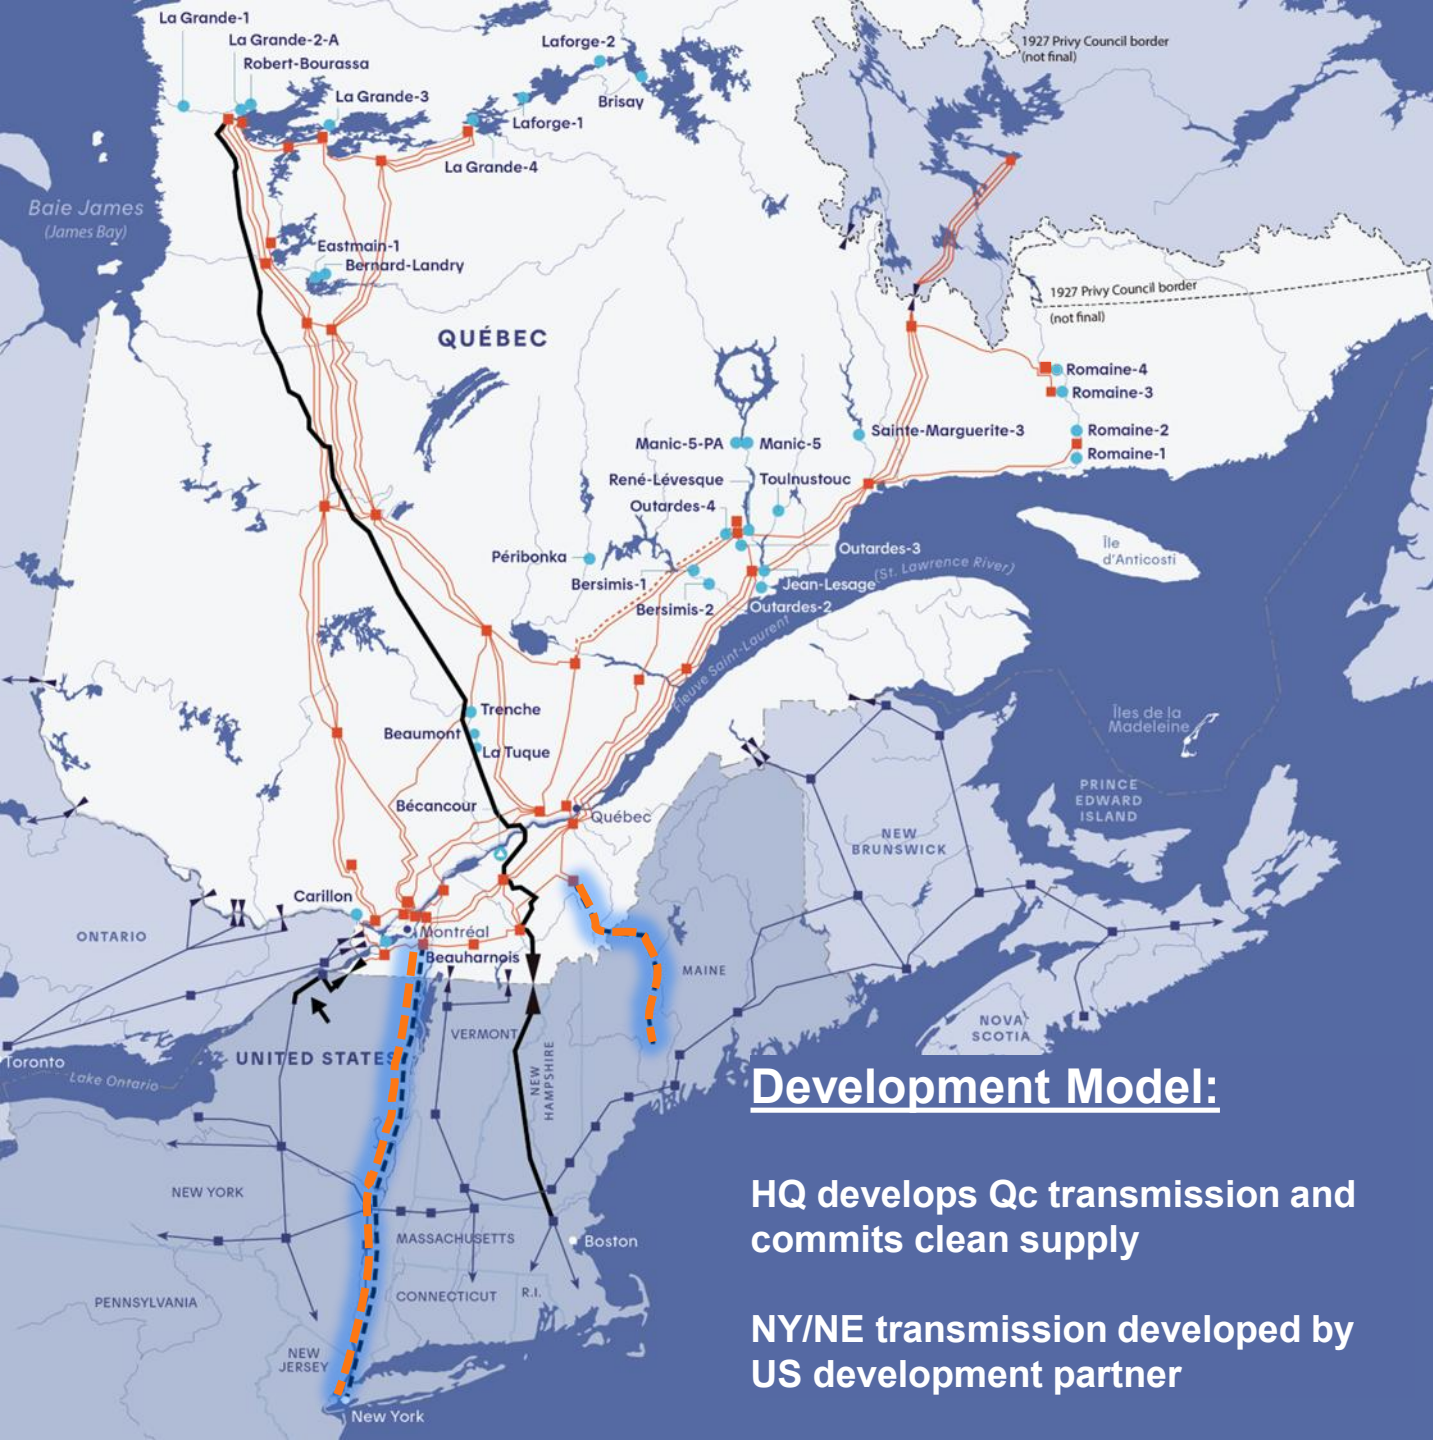 La Grande-1
La Grande-2-A
Robert-Bourassa
La Grande-3
Laforge-2
Brisay
Laforge-1
La Grande-4
1927 Privy Council border
(not final)
Baie James
(James Bay)
Eastmain-1
Bernard-Landry
QUÉBEC
1927 Privy Council border
(not final)
Romaine-4
Romaine-3
Romaine-2
Romaine-1
Sainte-Marguerite-3
Manic-5-PA
Manic-5
René-Lévesque
Toulnustouc
Outardes-4
Outardes-3
Péribonka
Bersimis-1
Jean-Lesage
Bersimis-2
Outardes-2
(St. Lawrence River)
Fleuve Saint-Laurent
Île
d'Anticosti
Trenche
Beaumont
La Tuque
Îles de la
Madeleine
Bécancour
Québec
PRINCE
EDWARD
ISLAND
NEW
BRUNSWICK
Carillon
Montréal
Beauharnois
ONTARIO
MAINE
NOVA
SCOTIA
Toronto
Lake Ontario
UNITED STATES
VERMONT
NEW
HAMPSHIRE
NEW YORK
MASSACHUSETTS
Boston
CONNECTICUT
R.I.
PENNSYLVANIA
NEW
JERSEY
New York
Development Model:
HQ develops Qc transmission and
commits clean supply
NY/NE transmission developed by
US development partner